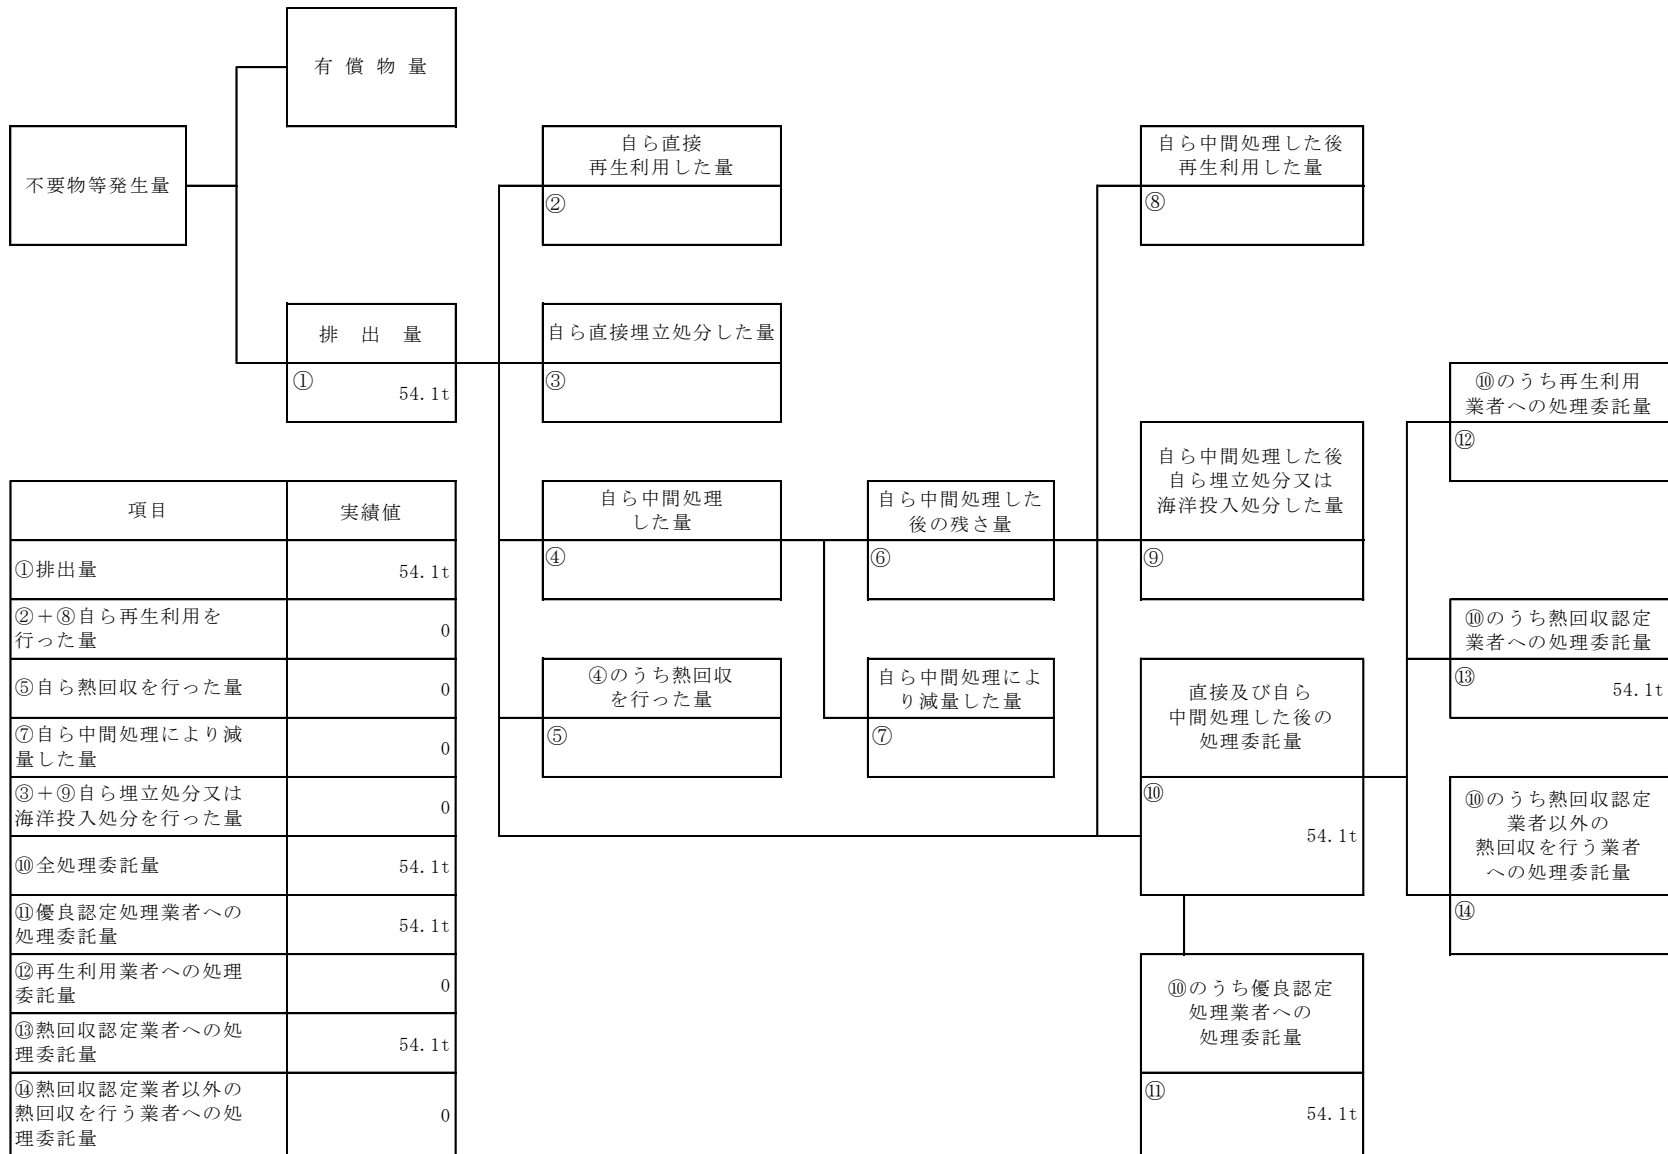 有償物量
不要物等発生量
排出量
①
54.1t
自ら直接
再生利用した量
②
自ら直接埋立処分した量
③
自ら中間処理
した量
④
④のうち熱回収
を行った量
⑤
自ら中間処理した
後の残さ量
⑥
自ら中間処理によ
り減量した量
⑦
自ら中間処理した後
再生利用した量
⑧
自ら中間処理した後
自ら埋立処分又は
海洋投入処分した量
⑨
直接及び自ら
中間処理した後の
処理委託量
⑩
54.1t
⑩のうち優良認定
処理業者への
処理委託量
⑪
54.1t
⑩のうち再生利用
業者への処理委託量
⑫
⑩のうち熱回収認定
業者への処理委託量
⑬
54.1t
⑩のうち熱回収認定
業者以外の
熱回収を行う業者
への処理委託量
⑭
項目 実績値
①排出量 54.1t
②＋⑧自ら再生利用を
行った量 0
⑤自ら熱回収を行った量 0
⑦自ら中間処理により減
量した量 0
③＋⑨自ら埋立処分又は
海洋投入処分を行った量 0
⑩全処理委託量 54.1t
⑪優良認定処理業者への
処理委託量 54.1t
⑫再生利用業者への処理
委託量 0
⑬熱回収認定業者への処
理委託量 54.1t
⑭熱回収認定業者以外の
熱回収を行う業者への処
理委託量 0